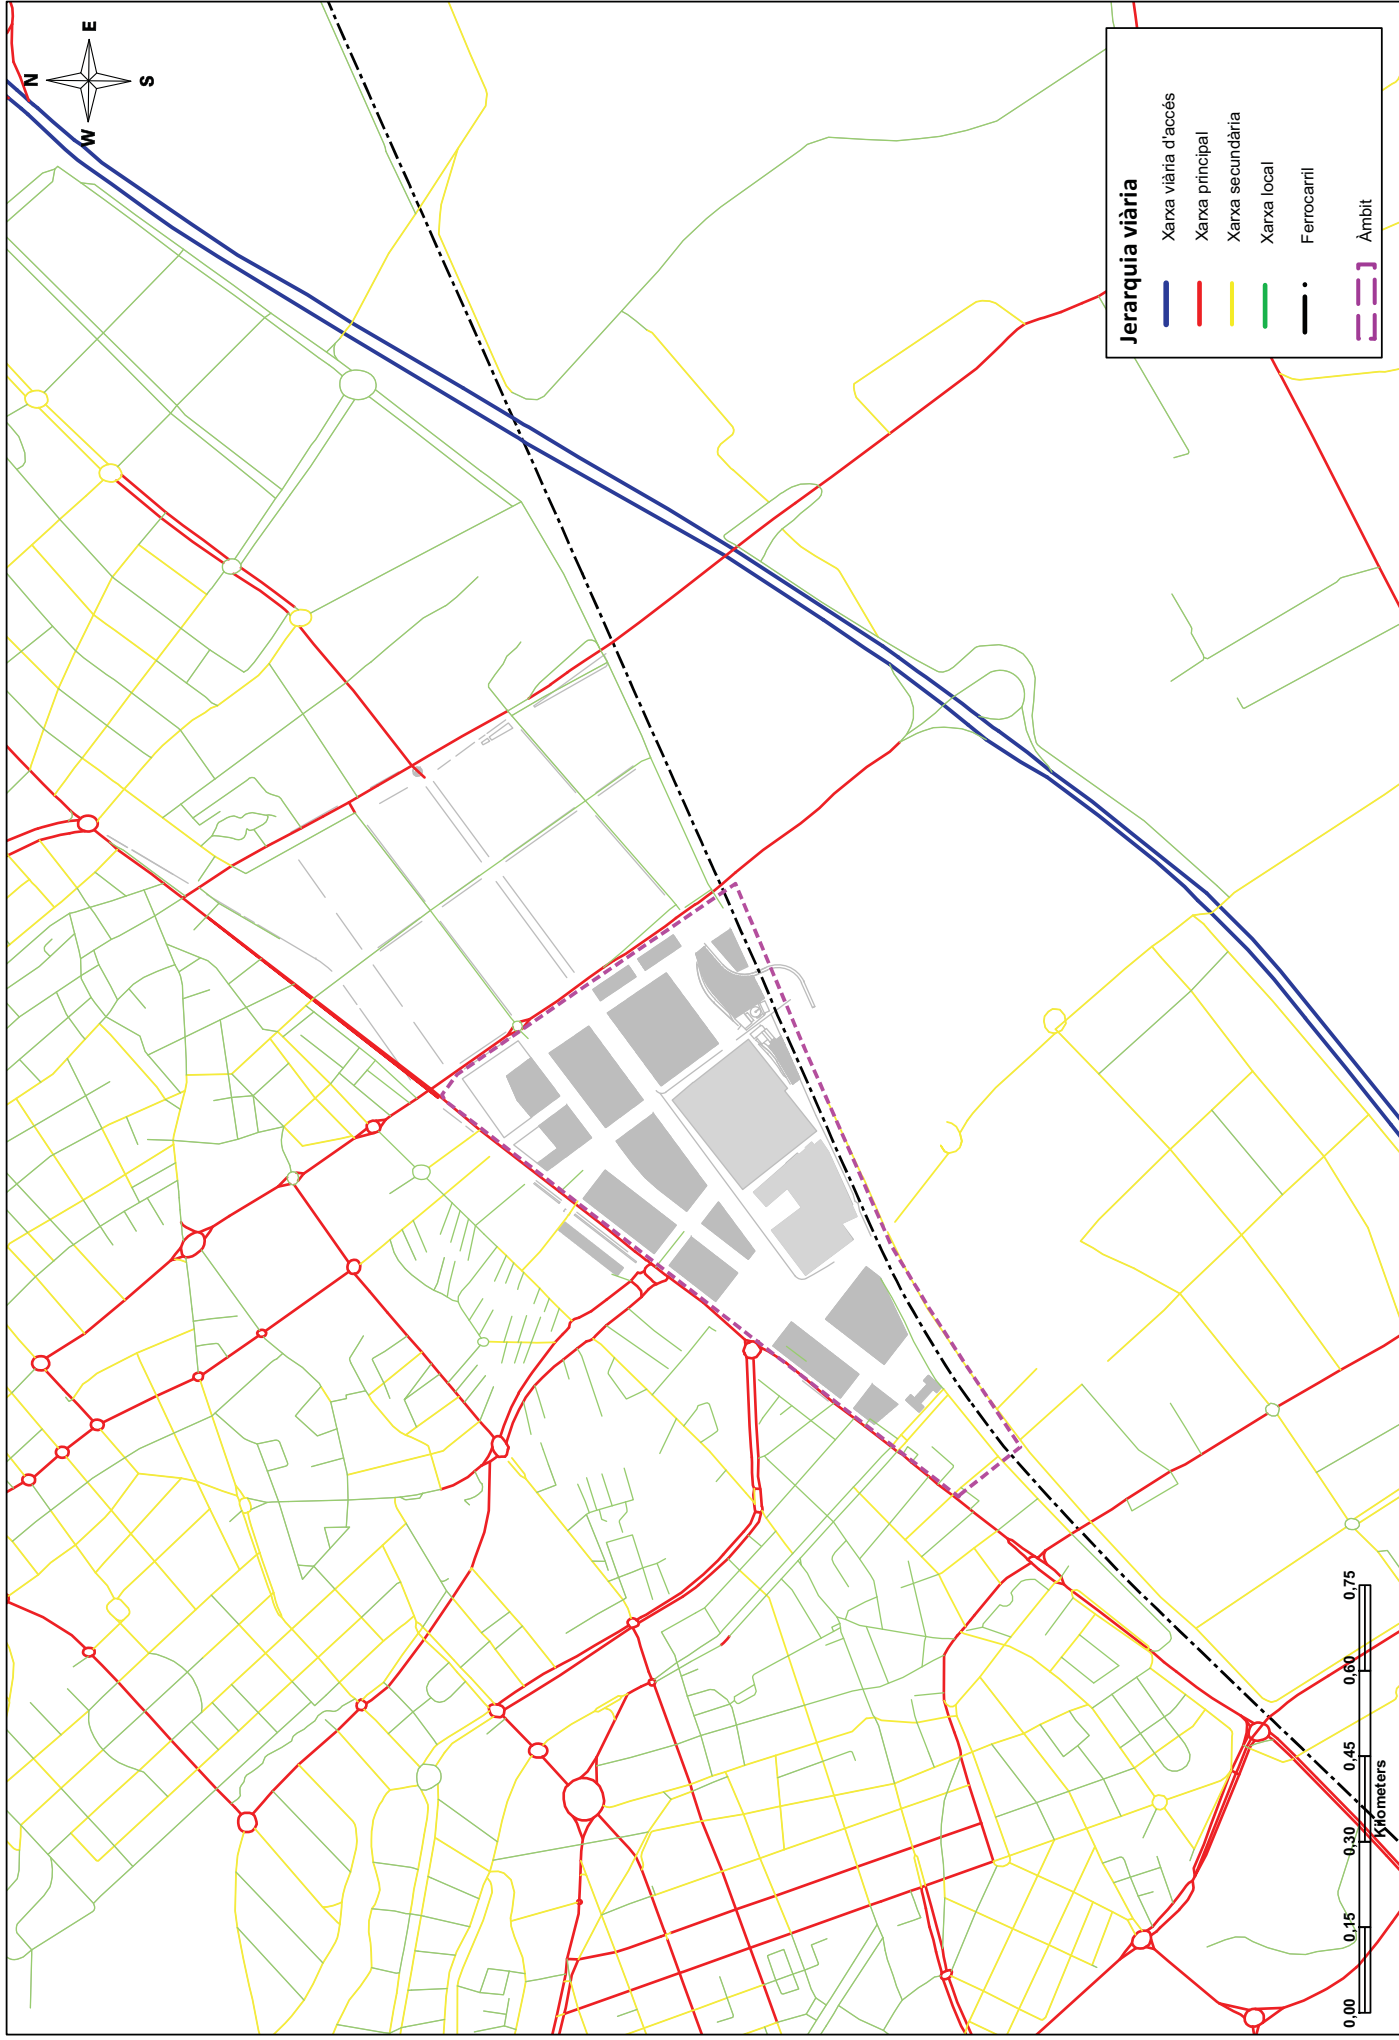 N
W E
S
Jerarquia viària
Xarxa viària d'accés
Xarxa principal
Xarxa secundària
Xarxa local
Ferrocarril
Àmbit
0,00 0,15 0,30 0,45 0,60 0,75
Kilometers